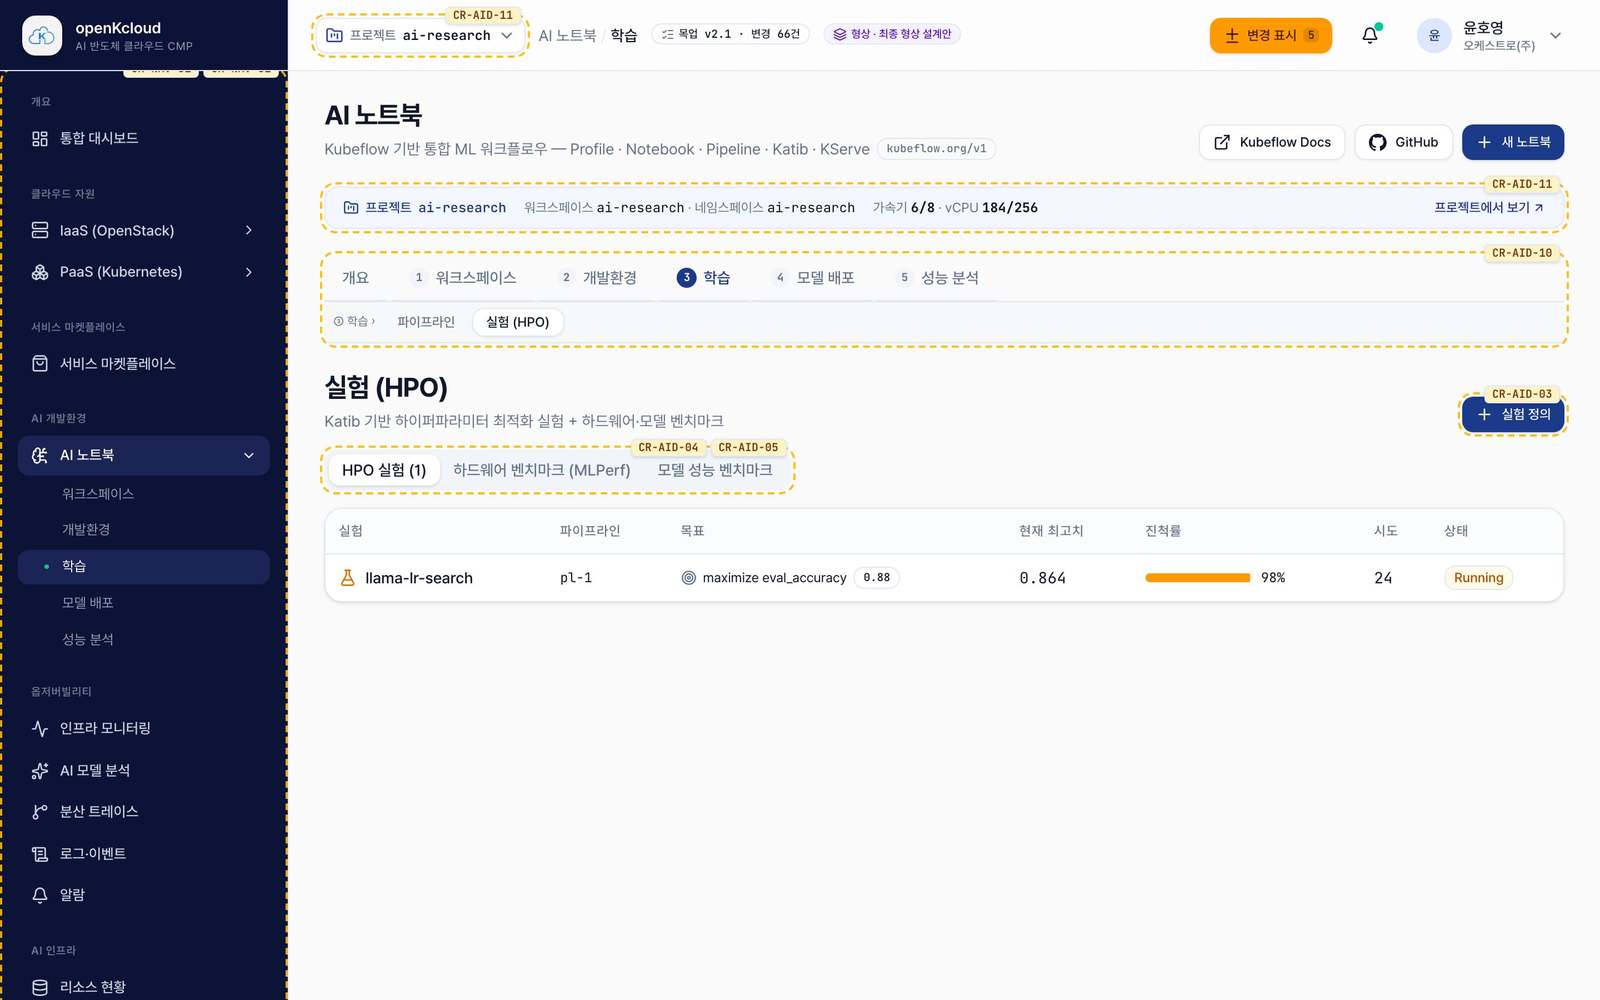 openKcloud
AI 반도체 클라우드 CMP
개요
통합 대시보드
클라우드 자원
IaaS (OpenStack)
PaaS (Kubernetes)
서비스 마켓플레이스
서비스 마켓플레이스
AI 개발환경
AI 노트북
워크스페이스
개발환경
학습
모델 배포
성능 분석
옵저버빌리티
인프라 모니터링
AI 모델 분석
분산 트레이스
로그·이벤트
알람
AI 인프라
리소스 현황
CR-AID-11
프로젝트 ai-research
AI 노트북 / 학습
목업 v2.1 · 변경 66건
형상 · 최종 형상 설계안
변경 표시 5
윤
윤호영
오케스트로(주)
AI 노트북
Kubeflow 기반 통합 ML 워크플로우 — Profile · Notebook · Pipeline · Katib · KServe kubeflow.org/v1
Kubeflow Docs
GitHub
새 노트북
CR-AID-11
프로젝트 ai-research 워크스페이스 ai-research · 네임스페이스 ai-research 가속기 6/8 · vCPU 184/256 프로젝트에서 보기 ↗
CR-AID-10
개요 1 워크스페이스 2 개발환경 3 학습 4 모델 배포 5 성능 분석
③ 학습 › 파이프라인 실험 (HPO)
실험 (HPO)
Katib 기반 하이퍼파라미터 최적화 실험 + 하드웨어·모델 벤치마크
CR-AID-03
실험 정의
CR-AID-04 CR-AID-05
HPO 실험 (1) 하드웨어 벤치마크 (MLPerf) 모델 성능 벤치마크
실험 파이프라인 목표 현재 최고치 진척률 시도 상태
llama-lr-search pl-1 maximize eval_accuracy 0.88 0.864 98% 24 Running